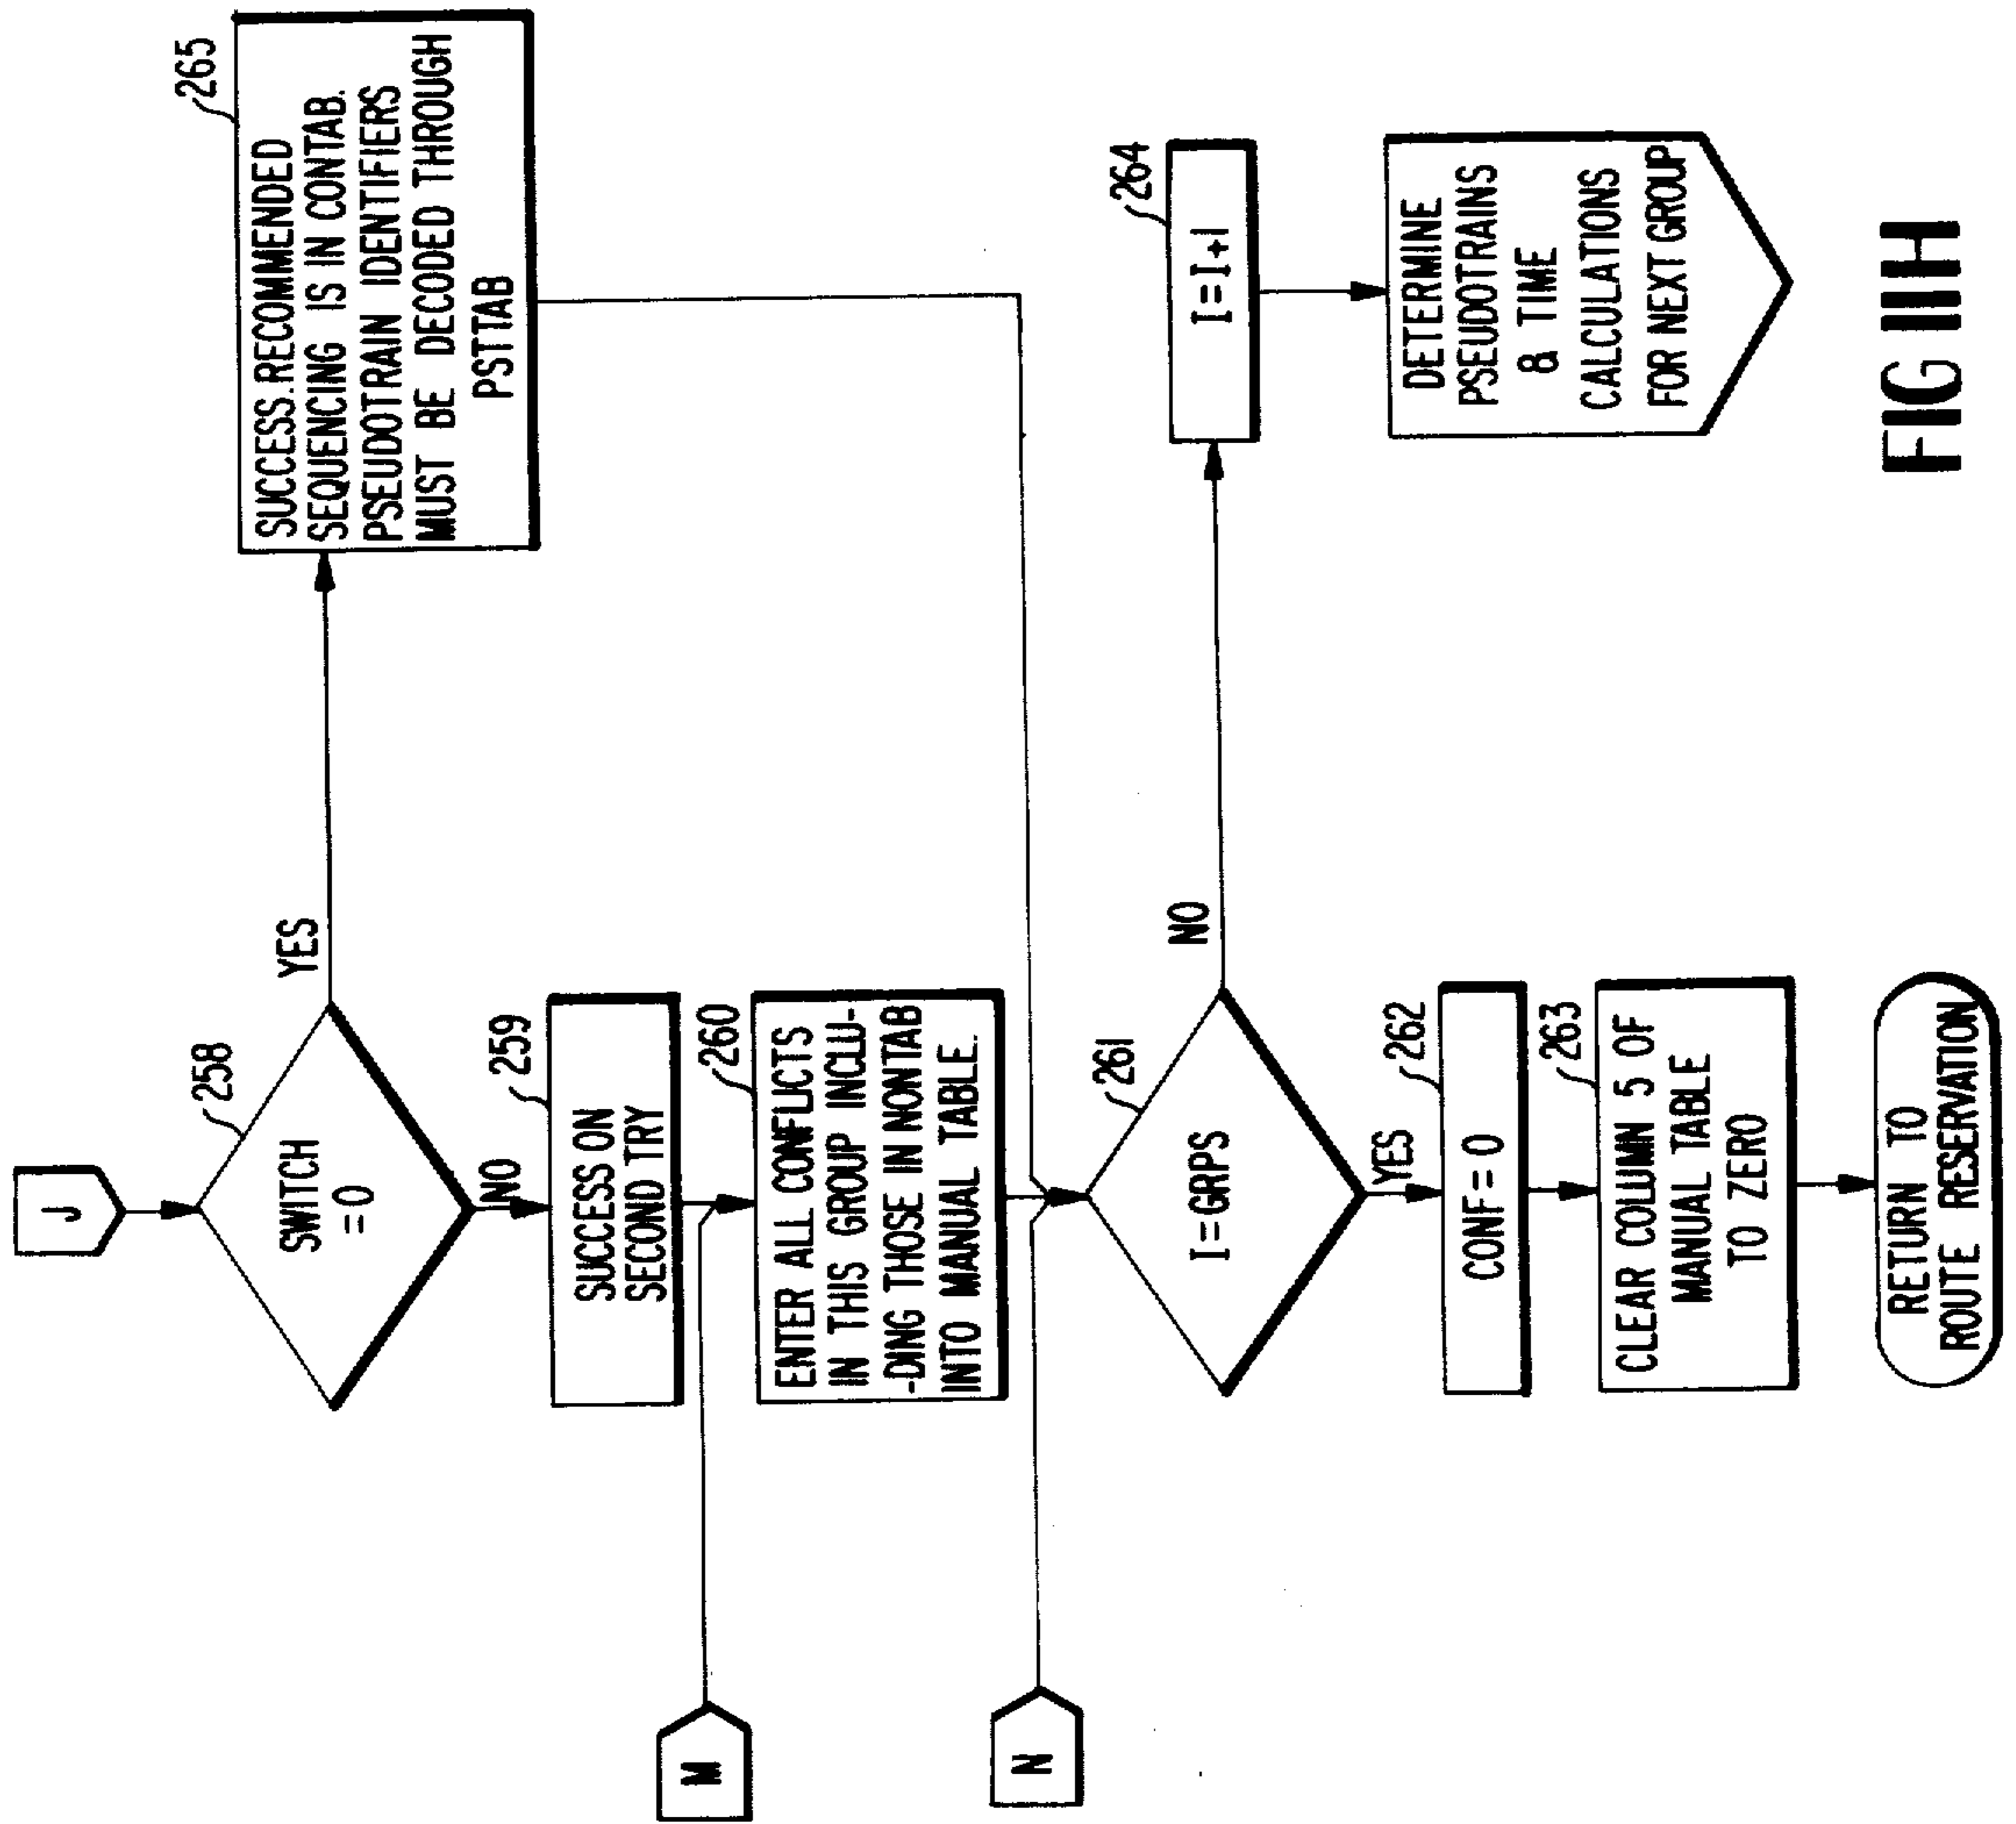 J
258
SWITCH
=0
YES
265
SUCCESS. RECOMMENDED
SEQUENCING IS IN CONTAB.
PSEUDOTRAIN IDENTIFIERS
MUST BE DECODED THROUGH
PSTTAB
NO
259
SUCCESS ON
SECOND TRY
M
260
ENTER ALL CONFLICTS
IN THIS GROUP INCLU-
-DING THOSE IN NONTAB
INTO MANUAL TABLE.
N
261
I=GRPS
NO
264
I=I+I
DETERMINE
PSEUDOTRAINS
& TIME
CALCULATIONS
FOR NEXT GROUP
YES
262
CONF=0
263
CLEAR COLUMN 5 OF
MANUAL TABLE
TO ZERO
RETURN TO
ROUTE RESERVATION
FIG IIH